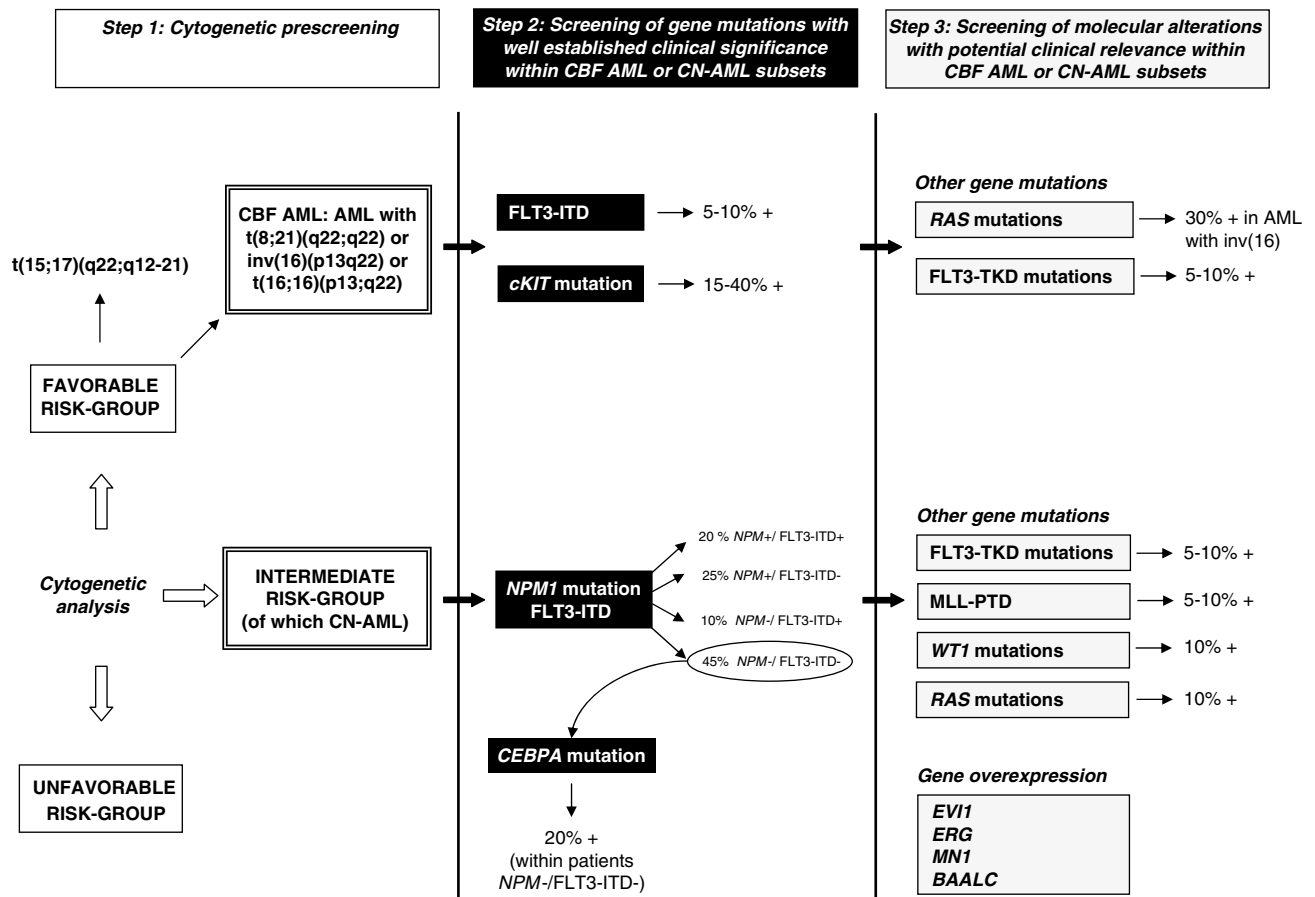 Step 1: Cytogenetic prescreening
Step 2: Screening of gene mutations with
well established clinical significance
within CBF AML or CN-AML subsets
Step 3: Screening of molecular alterations
with potential clinical relevance within
CBF AML or CN-AML subsets
t(15;17)(q22;q12-21)
CBF AML: AML with
t(8;21)(q22;q22) or
inv(16)(p13q22) or
t(16;16)(p13;q22)
FAVORABLE
RISK-GROUP
Cytogenetic
analysis
INTERMEDIATE
RISK-GROUP
(of which CN-AML)
UNFAVORABLE
RISK-GROUP
FLT3-ITD
5-10% +
cKIT mutation
15-40% +
NPM1 mutation
FLT3-ITD
20 % NPM+/ FLT3-ITD+
25% NPM+/ FLT3-ITD-
10% NPM-/ FLT3-ITD+
45% NPM-/ FLT3-ITD-
CEBPA mutation
20% +
(within patients
NPM-/FLT3-ITD-)
Other gene mutations
RAS mutations
30% + in AML
with inv(16)
FLT3-TKD mutations
5-10% +
Other gene mutations
FLT3-TKD mutations
5-10% +
MLL-PTD
5-10% +
WT1 mutations
10% +
RAS mutations
10% +
Gene overexpression
EVI1
ERG
MN1
BAALC